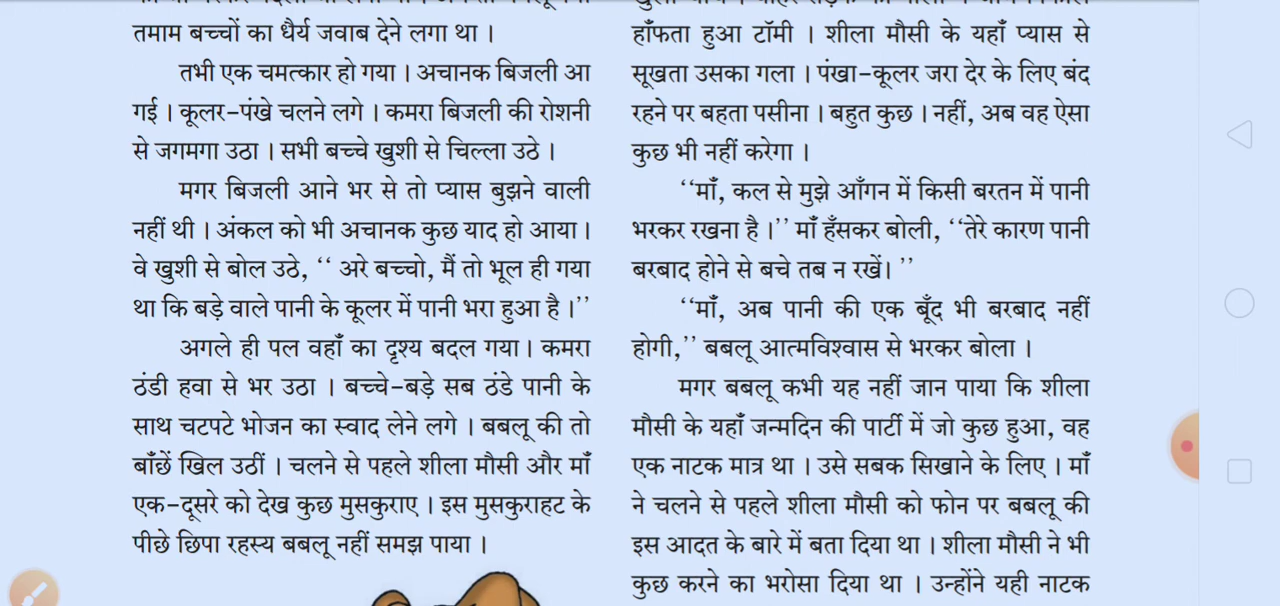 तमाम बच्चों का धैर्य जवाब देने लगा था ।
तभी एक चमत्कार हो गया । अचानक बिजली आ
गई । कूलर-पंखे चलने लगे । कमरा बिजली की रोशनी
से जगमगा उठा । सभी बच्चे खुशी से चिल्ला उठे ।
मगर बिजली आने भर से तो प्यास बुझने वाली
नहीं थी । अंकल को भी अचानक कुछ याद हो आया ।
वे खुशी से बोल उठे, ‘‘ अरे बच्चो, मैं तो भूल ही गया
था कि बड़े वाले पानी के कूलर में पानी भरा हुआ है ।’’
अगले ही पल वहाँ का दृश्य बदल गया । कमरा
ठंडी हवा से भर उठा । बच्चे-बड़े सब ठंडे पानी के
साथ चटपटे भोजन का स्वाद लेने लगे । बबलू की तो
बाँछें खिल उठीं । चलने से पहले शीला मौसी और माँ
एक-दूसरे को देख कुछ मुसकुराए । इस मुसकुराहट के
पीछे छिपा रहस्य बबलू नहीं समझ पाया ।
हाँफता हुआ टॉमी । शीला मौसी के यहाँ प्यास से
सूखता उसका गला । पंखा-कूलर जरा देर के लिए बंद
रहने पर बहता पसीना । बहुत कुछ । नहीं, अब वह ऐसा
कुछ भी नहीं करेगा ।
‘‘माँ, कल से मुझे आँगन में किसी बरतन में पानी
भरकर रखना है ।’’ माँ हँसकर बोली, ‘‘तेरे कारण पानी
बरबाद होने से बचे तब न रखें। ’’
‘‘माँ, अब पानी की एक बूँद भी बरबाद नहीं
होगी,’’ बबलू आत्मविश्वास से भरकर बोला ।
मगर बबलू कभी यह नहीं जान पाया कि शीला
मौसी के यहाँ जन्मदिन की पार्टी में जो कुछ हुआ, वह
एक नाटक मात्र था । उसे सबक सिखाने के लिए । माँ
ने चलने से पहले शीला मौसी को फोन पर बबलू की
इस आदत के बारे में बता दिया था । शीला मौसी ने भी
कुछ करने का भरोसा दिया था । उन्होंने यही नाटक